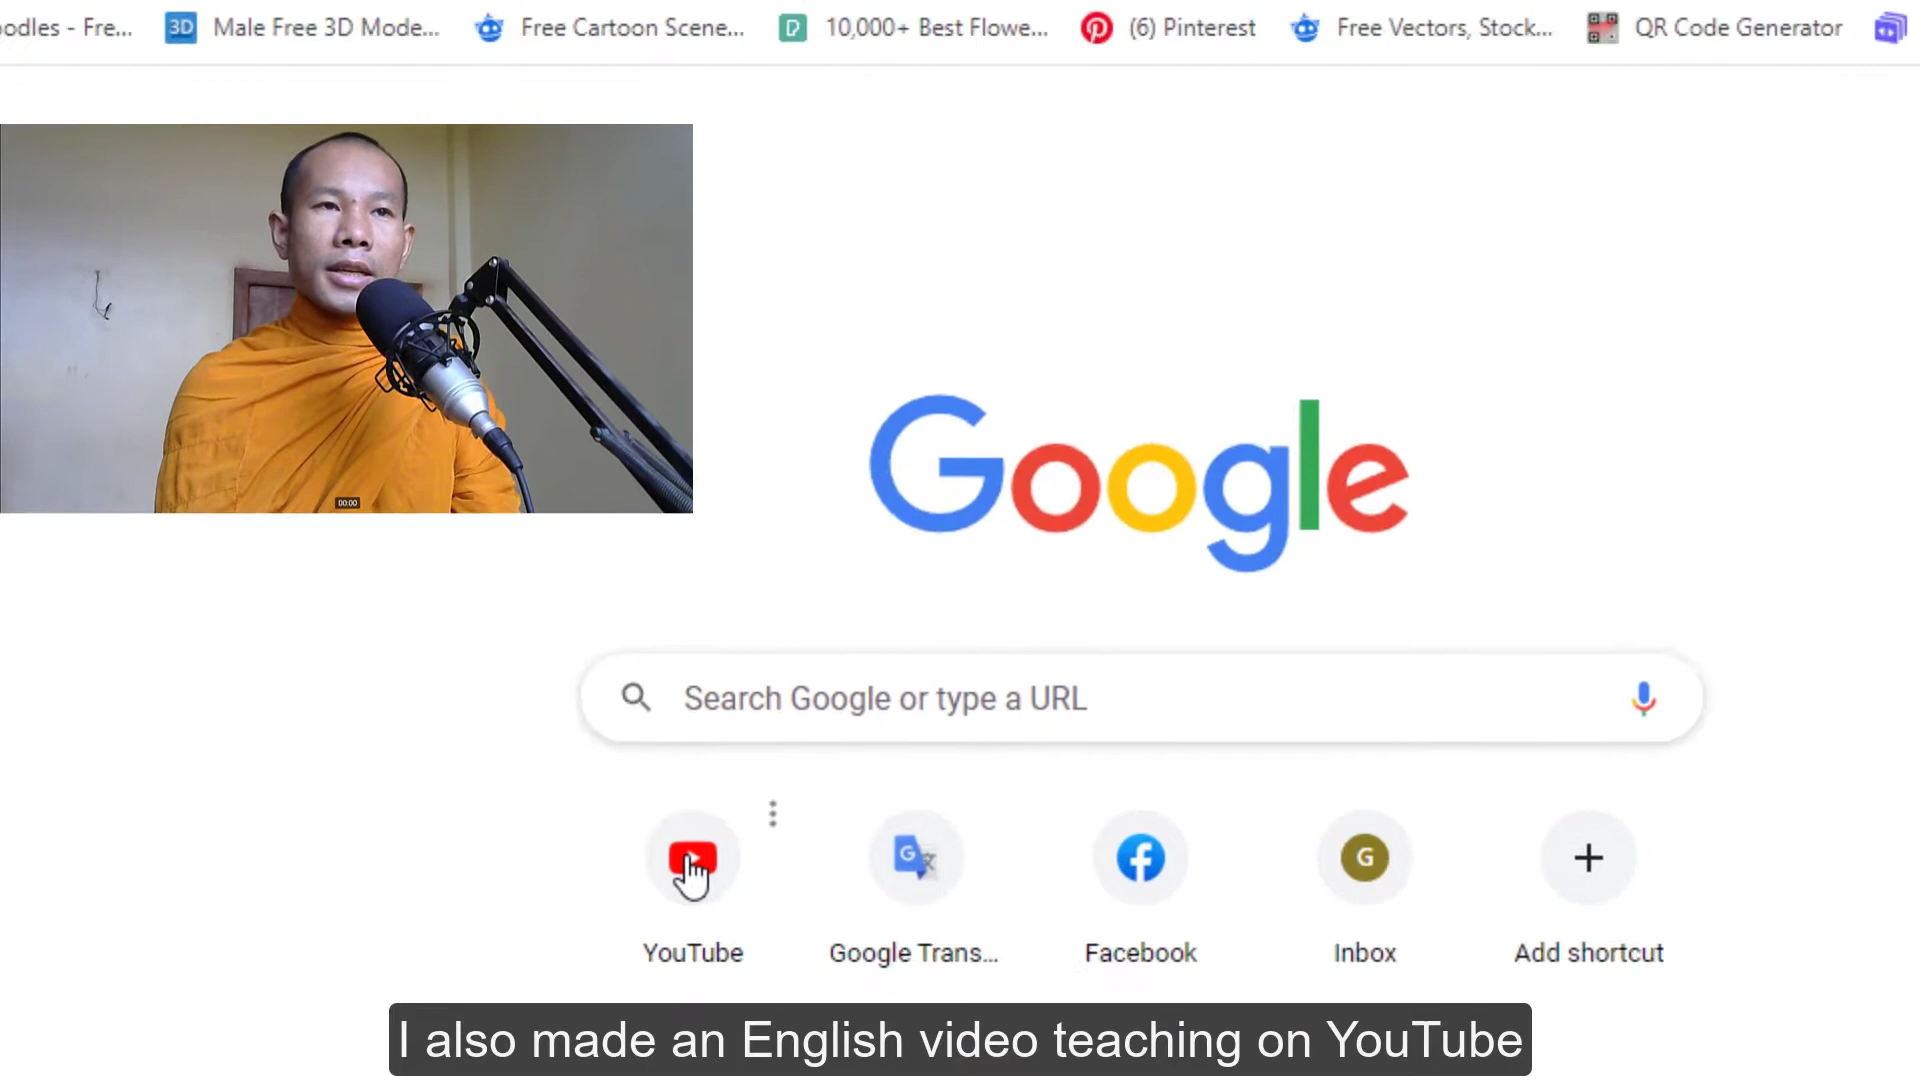 odles - Fre...
3D Male Free 3D Mode...
Free Cartoon Scene...
10,000+ Best Flowe...
(6) Pinterest
Free Vectors, Stock...
QR Code Generator
00:00
Google
Search Google or type a URL
G
G
YouTube
Google Trans...
Facebook
Inbox
Add shortcut
I also made an English video teaching on YouTube